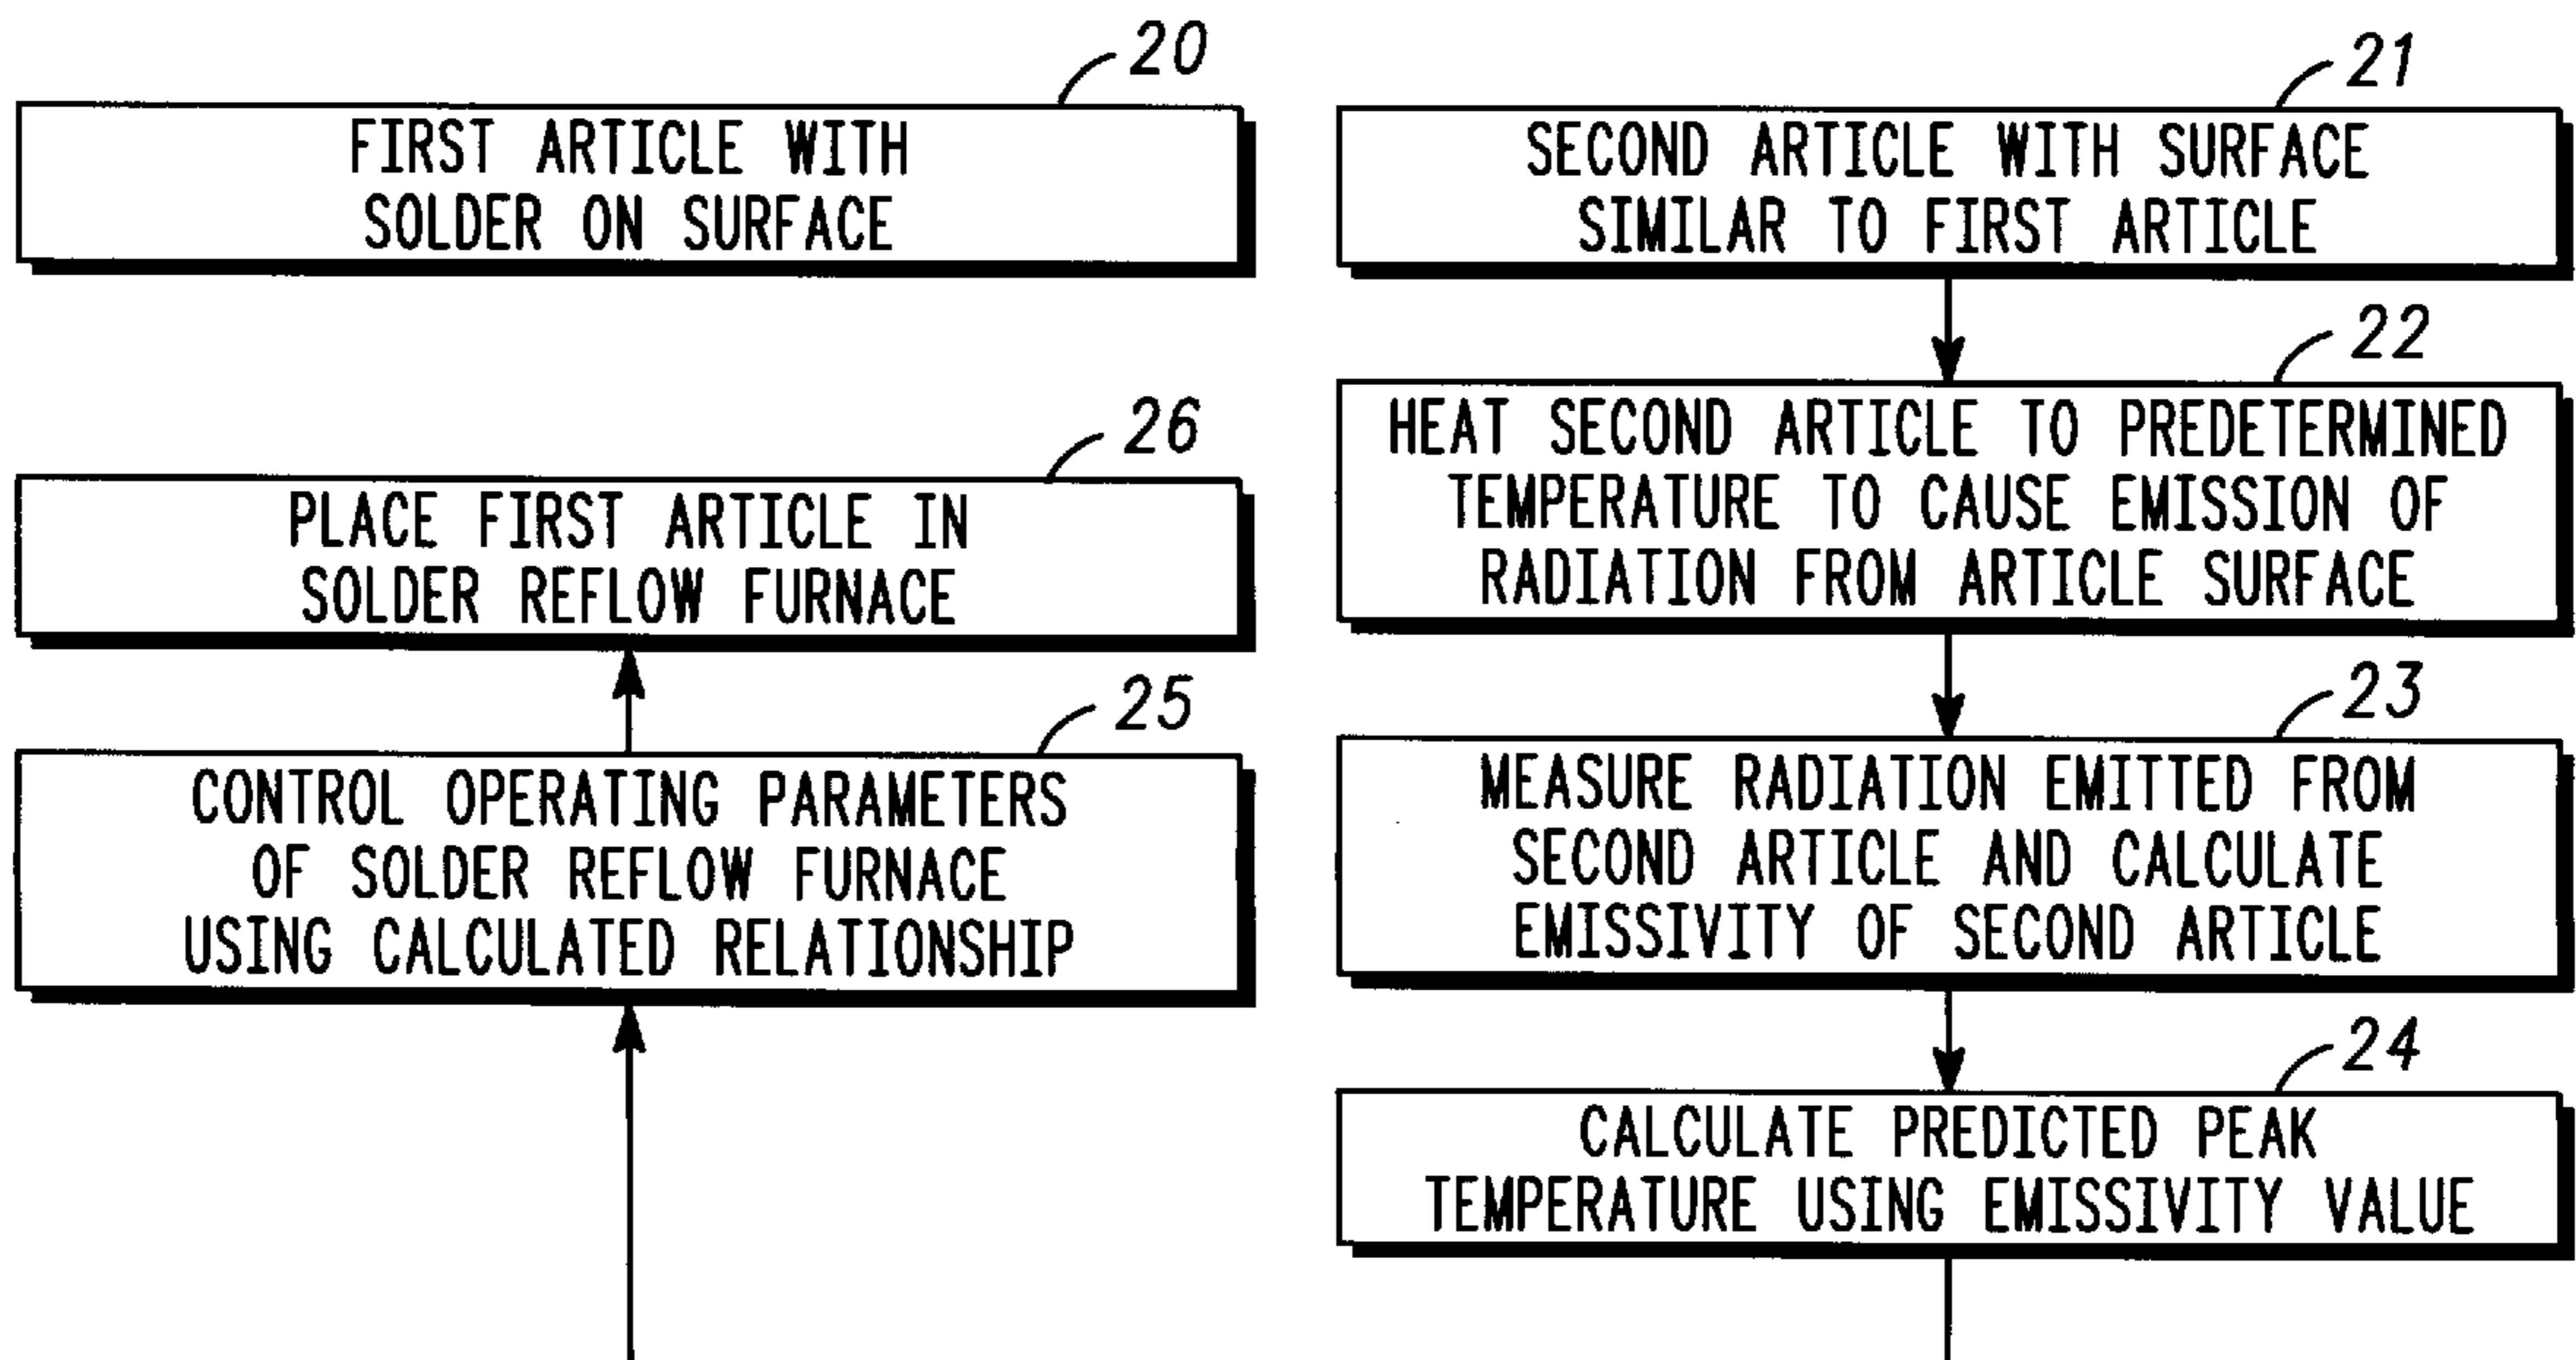 20
FIRST ARTICLE WITH
SOLDER ON SURFACE
26
PLACE FIRST ARTICLE IN
SOLDER REFLOW FURNACE
25
CONTROL OPERATING PARAMETERS
OF SOLDER REFLOW FURNACE
USING CALCULATED RELATIONSHIP
21
SECOND ARTICLE WITH SURFACE
SIMILAR TO FIRST ARTICLE
22
HEAT SECOND ARTICLE TO PREDETERMINED
TEMPERATURE TO CAUSE EMISSION OF
RADIATION FROM ARTICLE SURFACE
23
MEASURE RADIATION EMITTED FROM
SECOND ARTICLE AND CALCULATE
EMISSIVITY OF SECOND ARTICLE
24
CALCULATE PREDICTED PEAK
TEMPERATURE USING EMISSIVITY VALUE